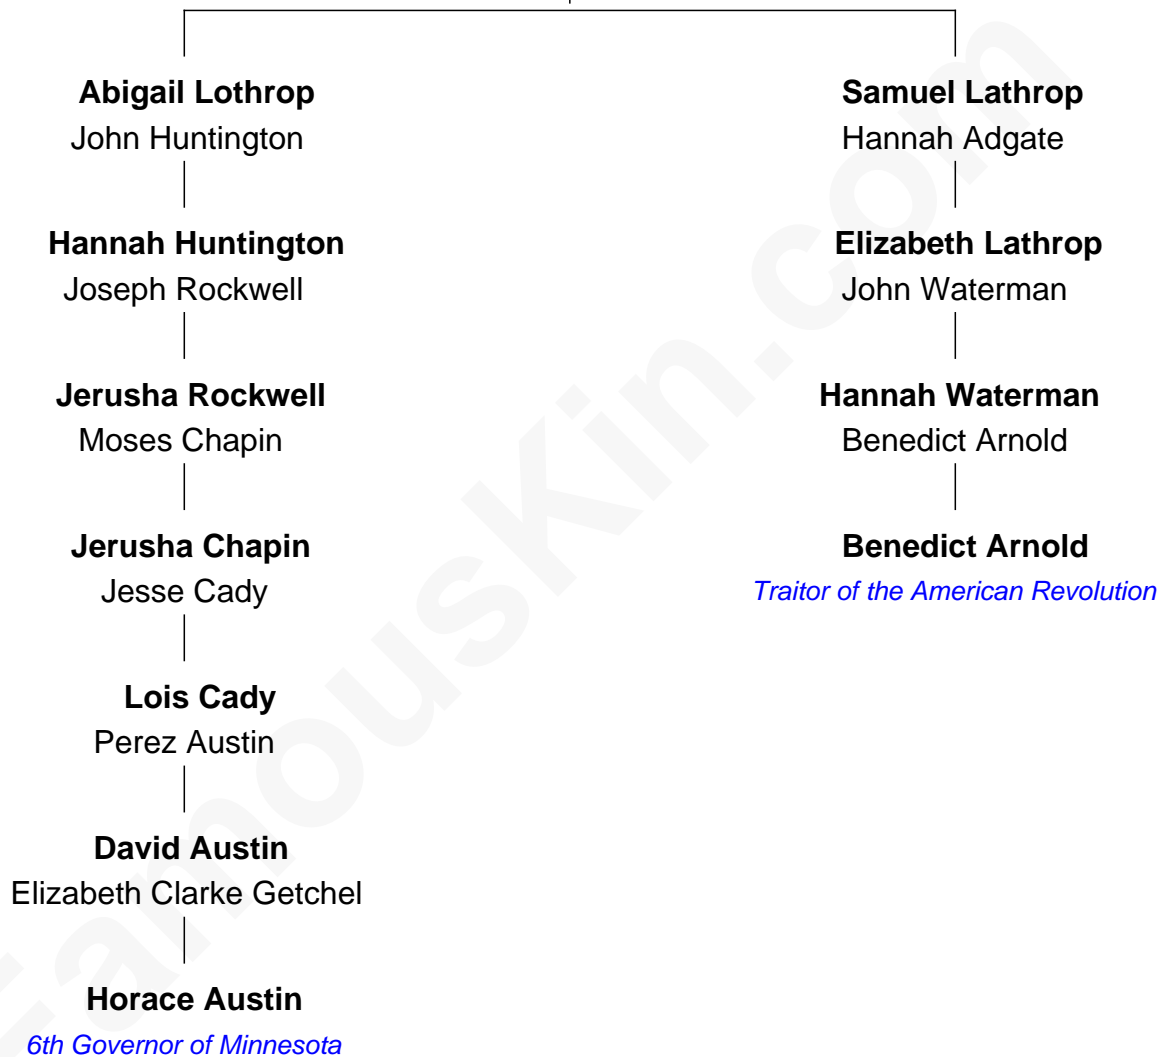 Abigail Lothrop
John Huntington
Samuel Lathrop
Hannah Adgate
Hannah Huntington
Joseph Rockwell
Elizabeth Lathrop
John Waterman
Jerusha Rockwell
Moses Chapin
Hannah Waterman
Benedict Arnold
Jerusha Chapin
Jesse Cady
Benedict Arnold
Traitor of the American Revolution
Lois Cady
Perez Austin
David Austin
Elizabeth Clarke Getchel
Horace Austin
6th Governor of Minnesota
FamousKin.com